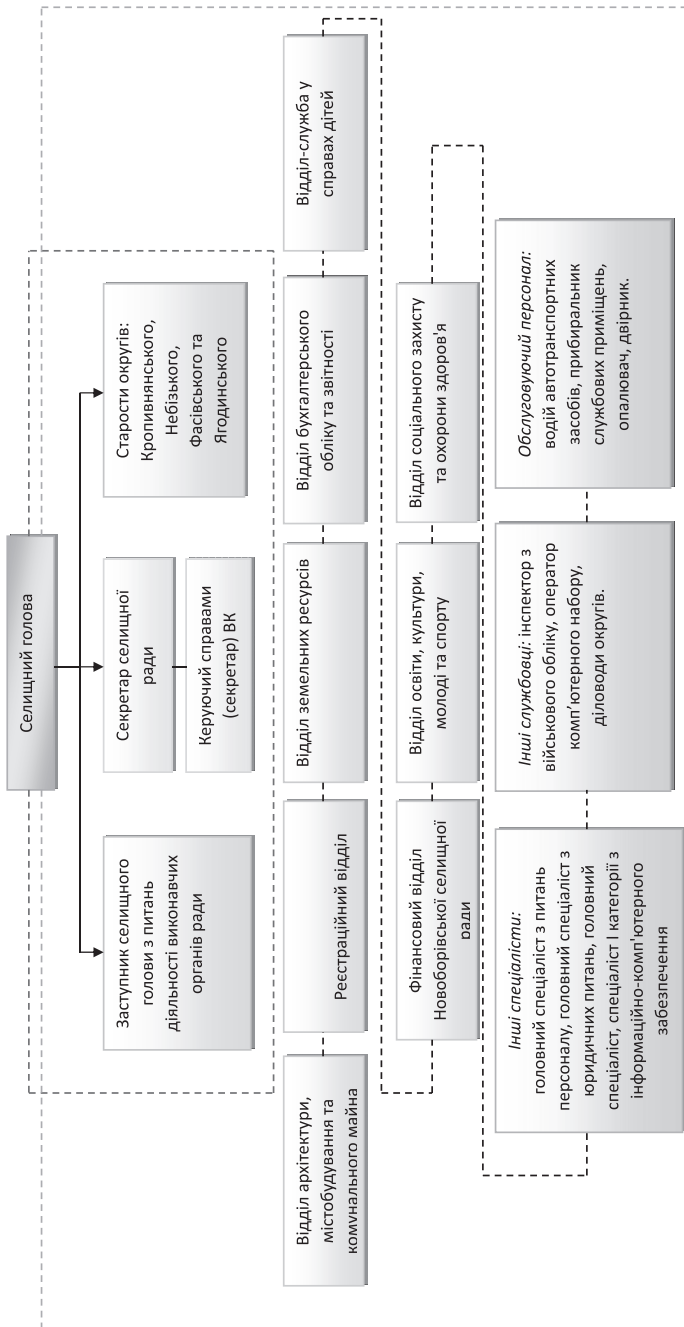 Селищний голова
Заступник селищного
голови з питань
діяльності виконавчих
органів ради
Секретар селищної
ради
Керуючий справами
(секретар) ВК
Старости округів:
Кропивнянського,
Небізького,
Фасівського та
Ягодинського
Відділ архітектури,
містобудування та
комунального майна
Реєстраційний відділ
Відділ земельних ресурсів
Відділ бухгалтерського
обліку та звітності
Відділ-служба у
справах дітей
Фінансовий відділ
Новоборівської селищної
ради
Відділ освіти, культури,
молоді та спорту
Відділ соціального захисту
та охорони здоров'я
Інші спеціалісти:
головний спеціаліст з питань
персоналу, головний спеціаліст з
юридичних питань, головний
спеціаліст, спеціаліст І категорії з
інформаційно-комп'ютерного
забезпечення
Інші службовці: інспектор з
військового обліку, оператор
комп’ютерного набору,
діловоди округів.
Обслуговуючий персонал:
водій автотранспортних
засобів, прибиральник
службових приміщень,
опалювач, двірник.